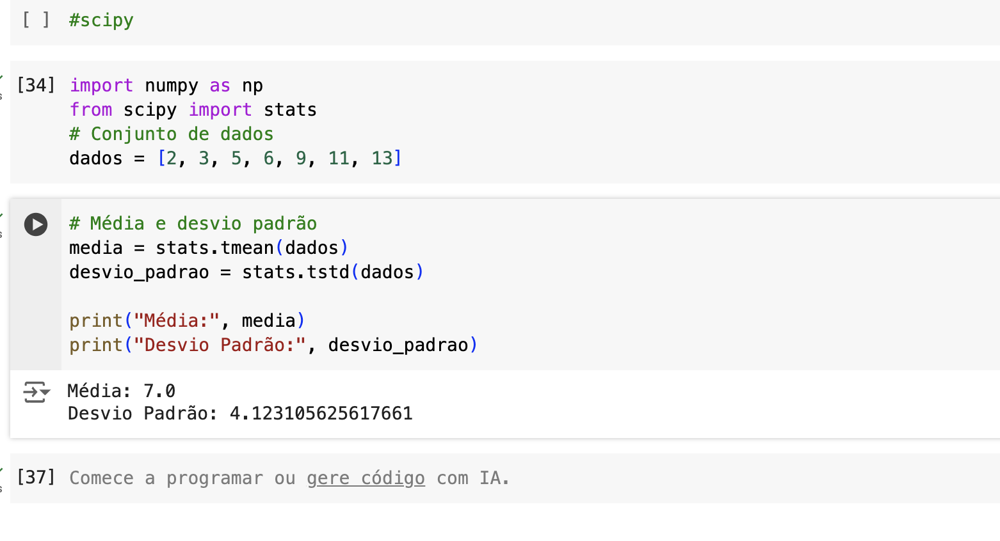 [ ] #scipy
[34] import numpy as np
from scipy import stats
# Conjunto de dados
dados = [2, 3, 5, 6, 9, 11, 13]
# Média e desvio padrão
media = stats.tmean(dados)
desvio_padrao = stats.tstd(dados)
print("Média:", media)
print("Desvio Padrão:", desvio_padrao)
Média: 7.0
Desvio Padrão: 4.123105625617661
[37] Comece a programar ou gere código com IA.